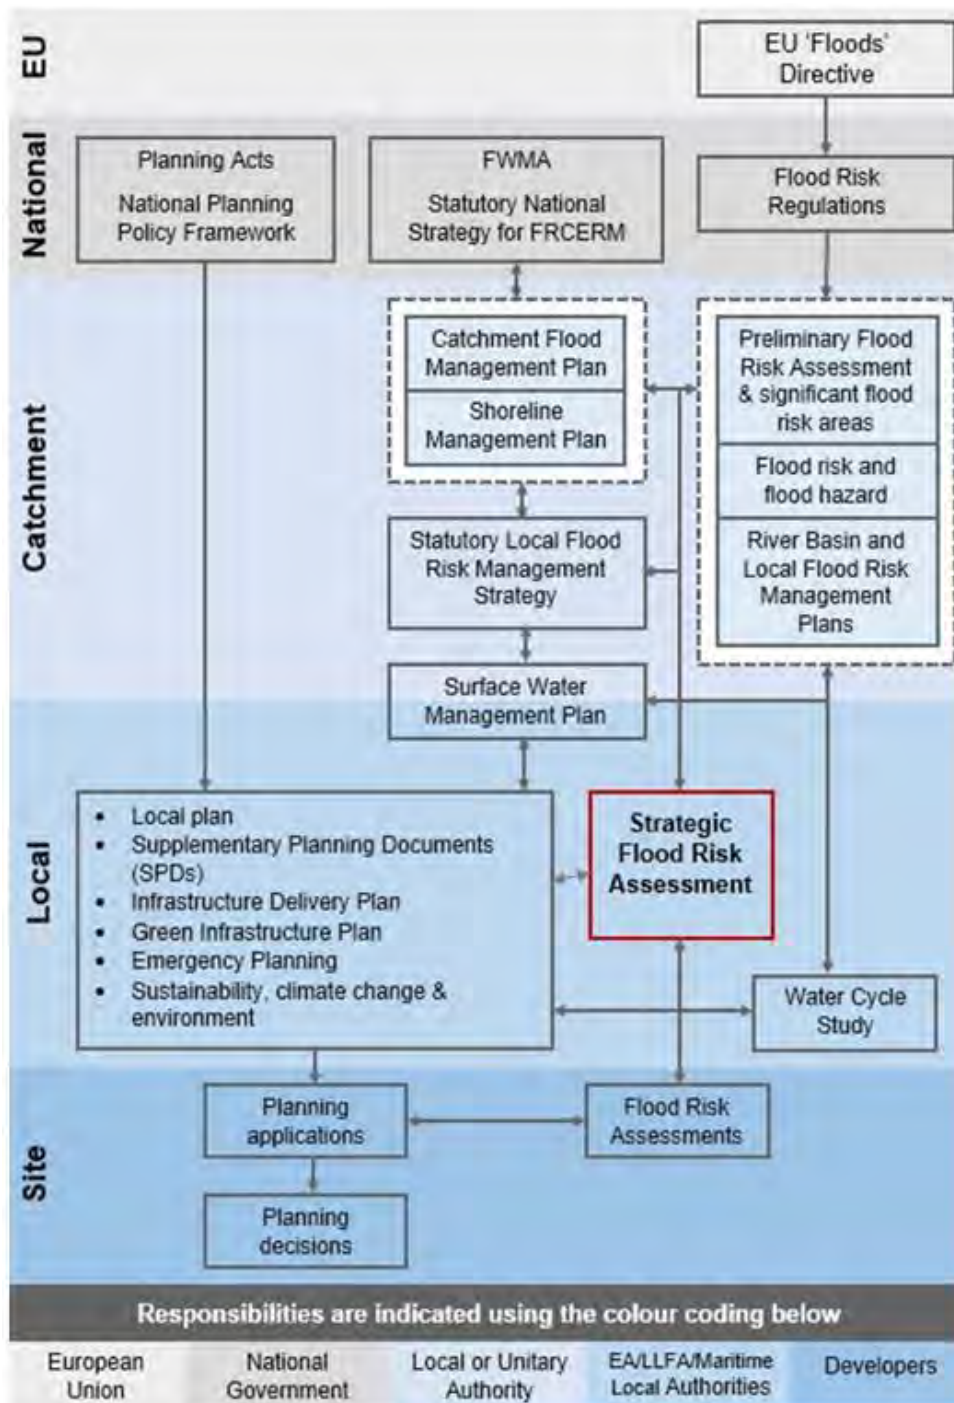 EU
EU 'Floods'
Directive
National
Planning Acts
National Planning
Policy Framework
FWMA
Statutory National
Strategy for FRCERM
Flood Risk
Regulations
Catchment
Catchment Flood
Management Plan
Shoreline
Management Plan
Preliminary Flood
Risk Assessment
& significant flood
risk areas
Flood risk and
flood hazard
River Basin and
Local Flood Risk
Management
Plans
Statutory Local Flood
Risk Management
Strategy
Surface Water
Management Plan
Local
• Local plan
• Supplementary Planning Documents
(SPDs)
• Infrastructure Delivery Plan
• Green Infrastructure Plan
• Emergency Planning
• Sustainability, climate change &
environment
Strategic
Flood Risk
Assessment
Water Cycle
Study
Site
Planning
applications
Flood Risk
Assessments
Planning
decisions
Responsibilities are indicated using the colour coding below
European
Union
National
Government
Local or Unitary
Authority
EA/LLFA/Maritime
Local Authorities
Developers